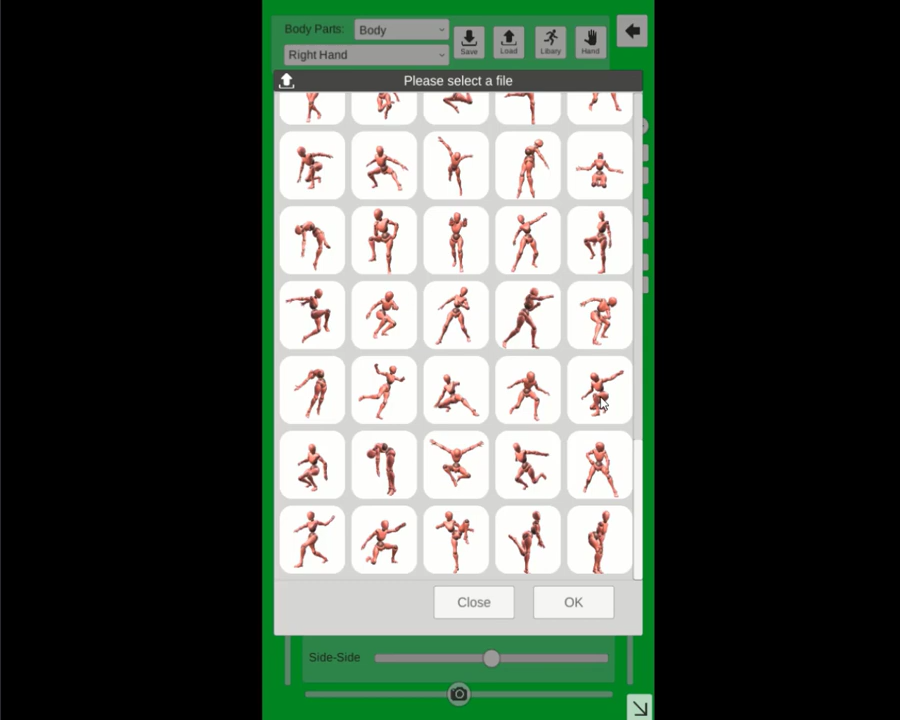 Body Parts: Body
Right Hand
Save Load Libary Hand
Please select a file
Close OK
Side-Side